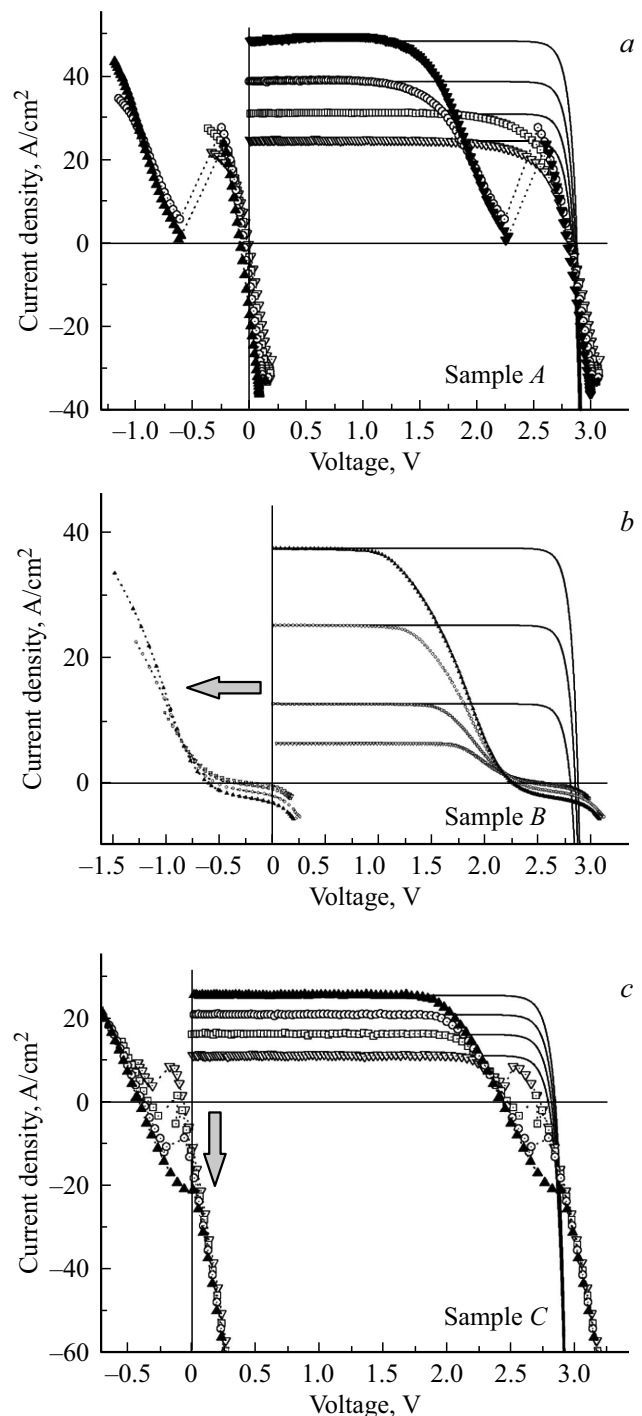 a
40
20
0
–20
–40
Current density, A/cm2
Sample A
–1.0 –0.5 0 0.5 1.0 1.5 2.0 2.5 3.0
Voltage, V
b
40
20
0
Current density, A/cm2
Sample B
–1.5 –1.0 –0.5 0 0.5 1.0 1.5 2.0 2.5 3.0
Voltage, V
c
20
0
–20
–40
–60
Current density, A/cm2
Sample C
–0.5 0 0.5 1.0 1.5 2.0 2.5 3.0
Voltage, V